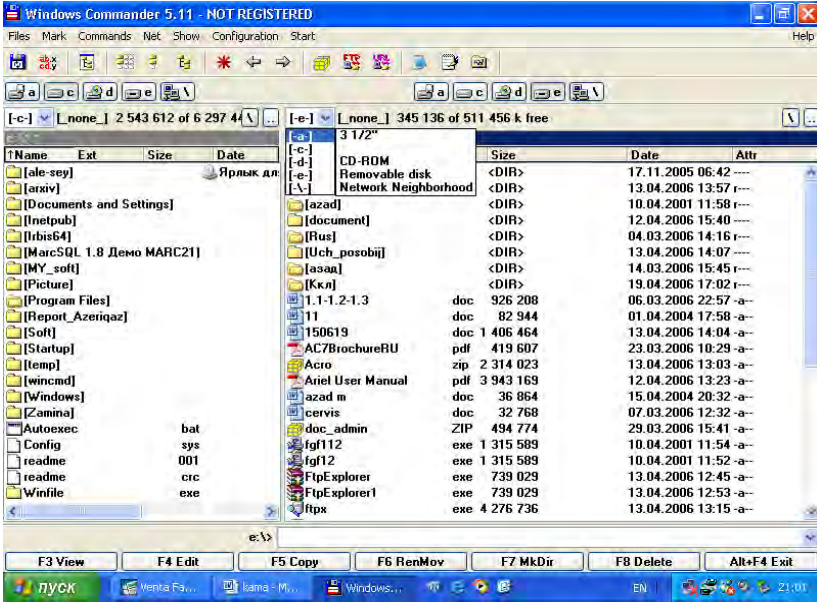 Windows Commander 5.11 - NOT REGISTERED
Files Mark Commands Net Show Configuration Start Help
a c d e \ a c d e \
[-c-] [_none_] 2 543 612 of 6 297 44 \ .. [-e-] [_none_] 345 136 of 511 456 k free \ ..
[-a-] 3 1/2"
[-c-]
[-d-] CD-ROM
[-e-] Removable disk
[-\-] Network Neighborhood
↑Name Ext Size Date
[ale-sey] Ярлык дл
[arxiv]
[Documents and Settings]
[Inetpub]
[Irbis64]
[MarcSQL 1.8 Демо MARC21]
[MY_soft]
[Picture]
[Program Files]
[Report_Azeriqaz]
[Soft]
[Startup]
[temp]
[wincmd]
[Windows]
[Zamina]
Autoexec bat
Config sys
readme 001
readme crc
Winfile exe
Size Date Attr
<DIR> 17.11.2005 06:42 ----
<DIR> 13.04.2006 13:57 r---
[azad] <DIR> 10.04.2001 11:58 r---
[document] <DIR> 12.04.2006 15:40 ----
[Rus] <DIR> 04.03.2006 14:16 r---
[Uch_posobij] <DIR> 13.04.2006 14:07 ----
[азад] <DIR> 14.03.2006 15:45 r---
[Ккл] <DIR> 19.04.2006 17:02 r---
1.1-1.2-1.3 doc 926 208 06.03.2006 22:57 -a--
11 doc 82 944 01.04.2004 17:58 -a--
150619 doc 1 406 464 13.04.2006 14:04 -a--
AC7BrochureRU pdf 419 607 23.03.2006 10:29 -a--
Acro zip 2 314 023 13.04.2006 13:03 -a--
Ariel User Manual pdf 3 943 169 12.04.2006 13:23 -a--
azad m doc 36 864 15.04.2004 20:32 -a--
cervis doc 32 768 07.03.2006 12:32 -a--
doc_admin ZIP 494 774 29.03.2006 15:41 -a--
fgf112 exe 1 315 589 10.04.2001 11:54 -a--
fgf12 exe 1 315 589 10.04.2001 11:52 -a--
FtpExplorer exe 739 029 13.04.2006 12:45 -a--
FtpExplorer1 exe 739 029 13.04.2006 12:53 -a--
ftpx exe 4 276 736 13.04.2006 13:15 -a--
e:\>
F3 View F4 Edit F5 Copy F6 RenMov F7 MkDir F8 Delete Alt+F4 Exit
пуск Venta Fa... kama - M... Windows... EN 21:01